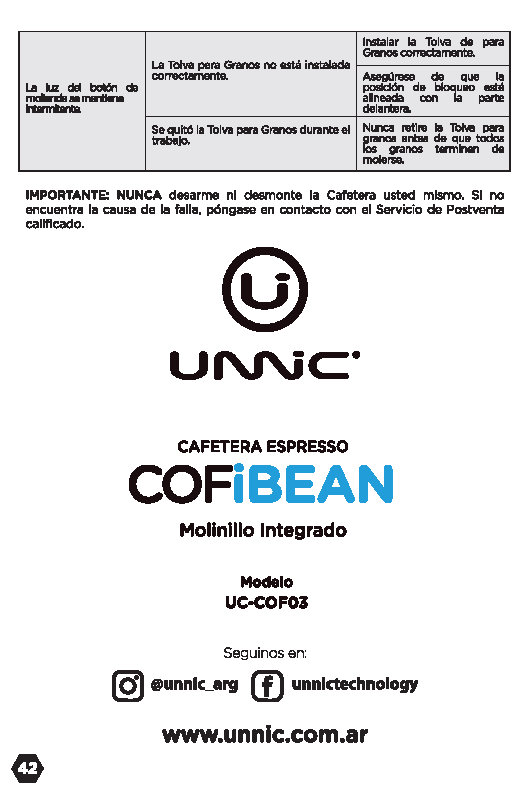 La luz del botón de
molienda se mantiene
intermitente.
La Tolva pera Granos no está instalada
correctamente.
Instalar la Tolva de para
Granos correctamente.
Asegúrese de que la
posición de bloqueo esté
alineada con la parte
delantera.
Se quitó la Tolva para Granos durante el
trabajo.
Nunca retire la Tolva para
granos antes de que todos
los granos terminen de
molerse.
IMPORTANTE: NUNCA desarme ni desmonte la Cafetera usted mismo. Si no
encuentra la causa de la falla, póngase en contacto con el Servicio de Postventa
calificado.
UNNiC
CAFETERA ESPRESSO
COFiBEAN
Molinillo Integrado
Modelo
UC-COF03
Seguinos en:
@unnic_arg unnictechnology
www.unnic.com.ar
42